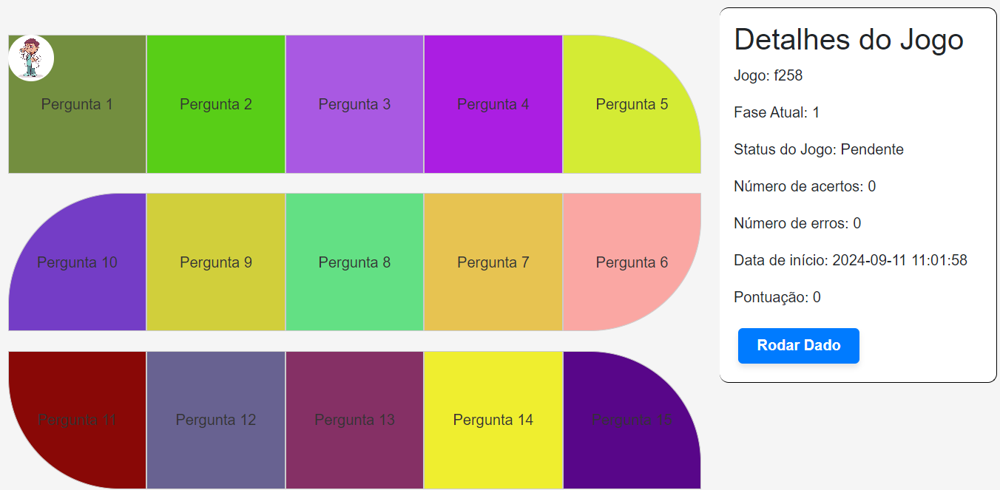 Pergunta 1
Pergunta 2
Pergunta 3
Pergunta 4
Pergunta 5
Pergunta 10
Pergunta 9
Pergunta 8
Pergunta 7
Pergunta 6
Pergunta 11
Pergunta 12
Pergunta 13
Pergunta 14
Pergunta 15
Detalhes do Jogo
Jogo: f258
Fase Atual: 1
Status do Jogo: Pendente
Número de acertos: 0
Número de erros: 0
Data de início: 2024-09-11 11:01:58
Pontuação: 0
Rodar Dado